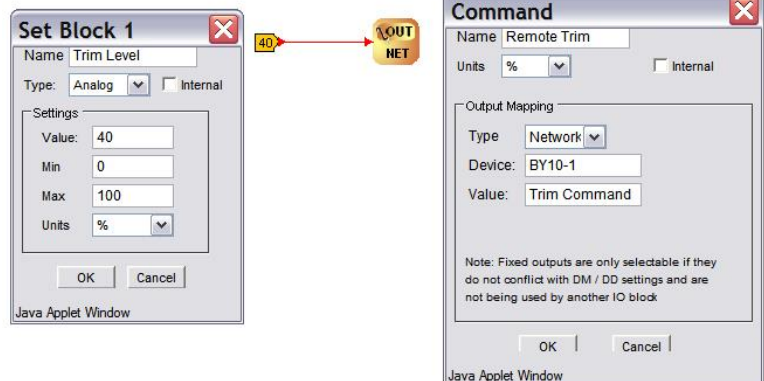 Set Block 1
Name Trim Level
Type: Analog Internal
Settings
Value: 40
Min 0
Max 100
Units %
OK Cancel
Java Applet Window
40
OUT
NET
Command
Name Remote Trim
Units % Internal
Output Mapping
Type Network
Device: BY10-1
Value: Trim Command
Note: Fixed outputs are only selectable if they
do not conflict with DM / DD settings and are
not being used by another IO block
OK Cancel
Java Applet Window